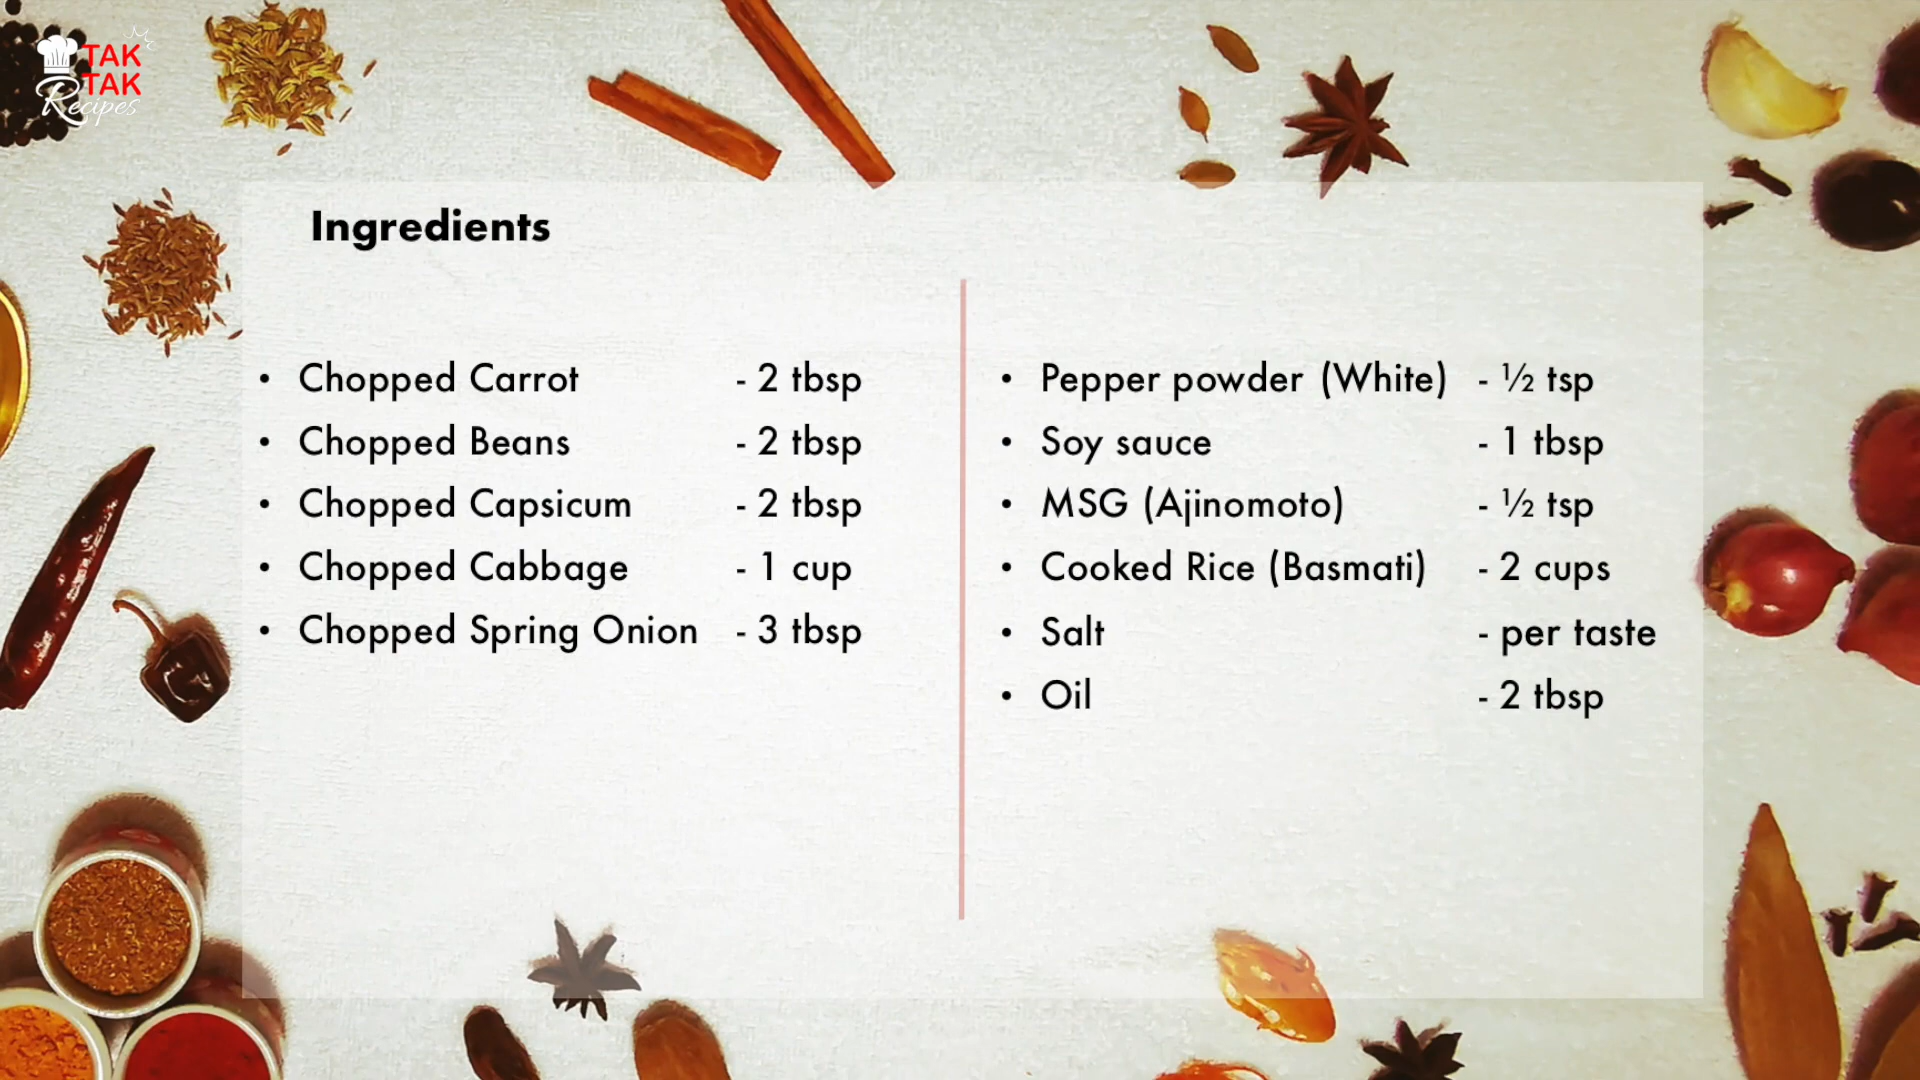 TAK
TAK
Recipes
Ingredients
• Chopped Carrot - 2 tbsp
• Chopped Beans - 2 tbsp
• Chopped Capsicum - 2 tbsp
• Chopped Cabbage - 1 cup
• Chopped Spring Onion - 3 tbsp
• Pepper powder (White) - ½ tsp
• Soy sauce - 1 tbsp
• MSG (Ajinomoto) - ½ tsp
• Cooked Rice (Basmati) - 2 cups
• Salt - per taste
• Oil - 2 tbsp